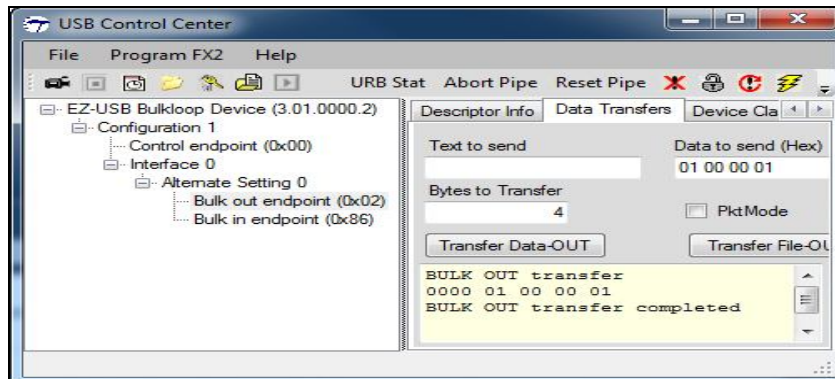 USB Control Center
File Program FX2 Help
URB Stat Abort Pipe Reset Pipe
EZ-USB Bulkloop Device (3.01.0000.2)
Configuration 1
Control endpoint (0x00)
Interface 0
Alternate Setting 0
Bulk out endpoint (0x02)
Bulk in endpoint (0x86)
Descriptor Info Data Transfers Device Cla
Text to send Data to send (Hex)
01 00 00 01
Bytes to Transfer
4 PktMode
Transfer Data-OUT Transfer File-OU
BULK OUT transfer
0000 01 00 00 01
BULK OUT transfer completed